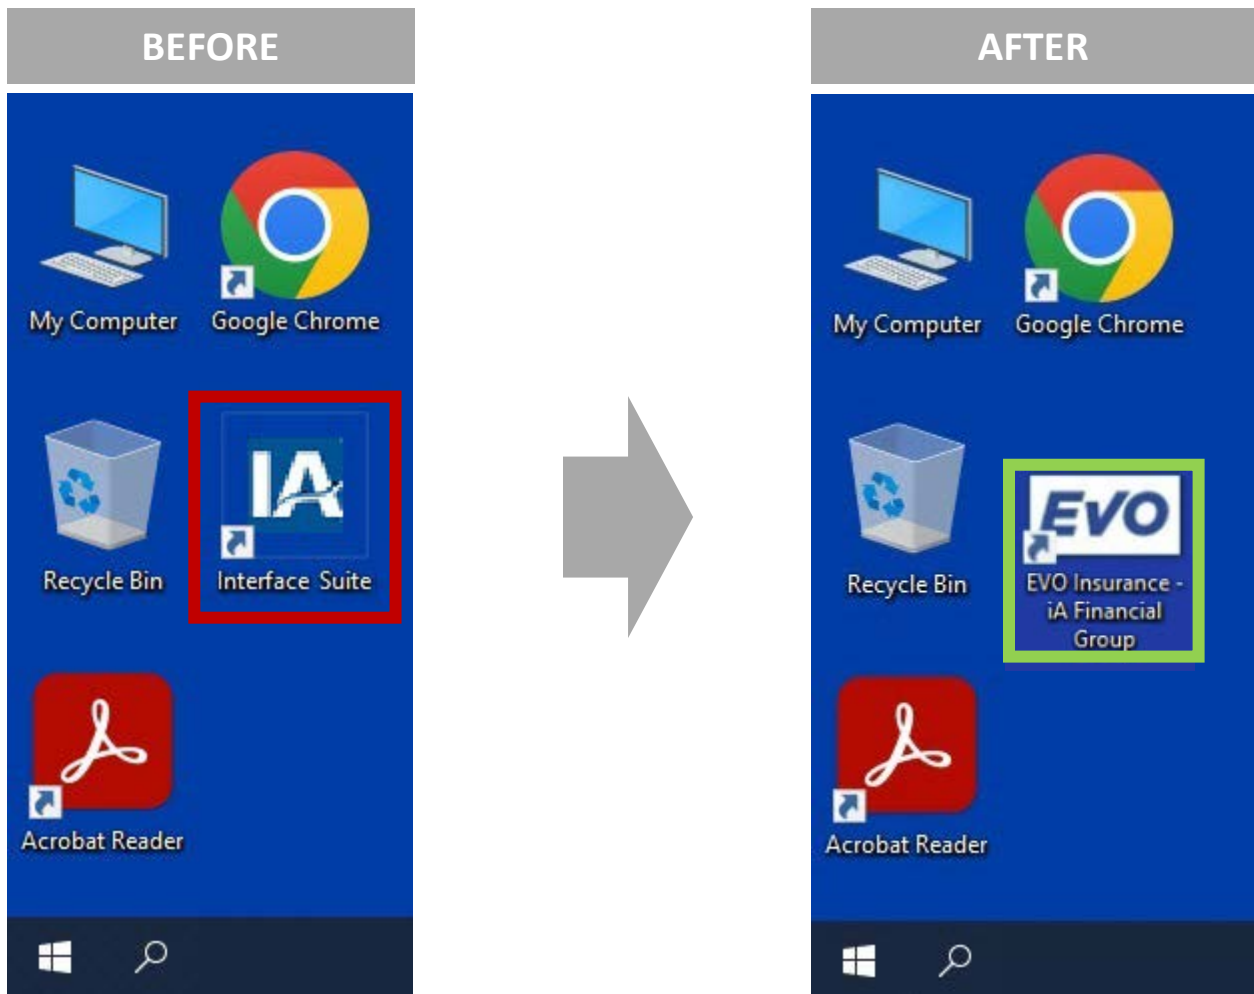 BEFORE
AFTER
My Computer
Google Chrome
IA
Recycle Bin
Interface Suite
Acrobat Reader
My Computer
Google Chrome
EVO
Recycle Bin
EVO Insurance -
iA Financial
Group
Acrobat Reader